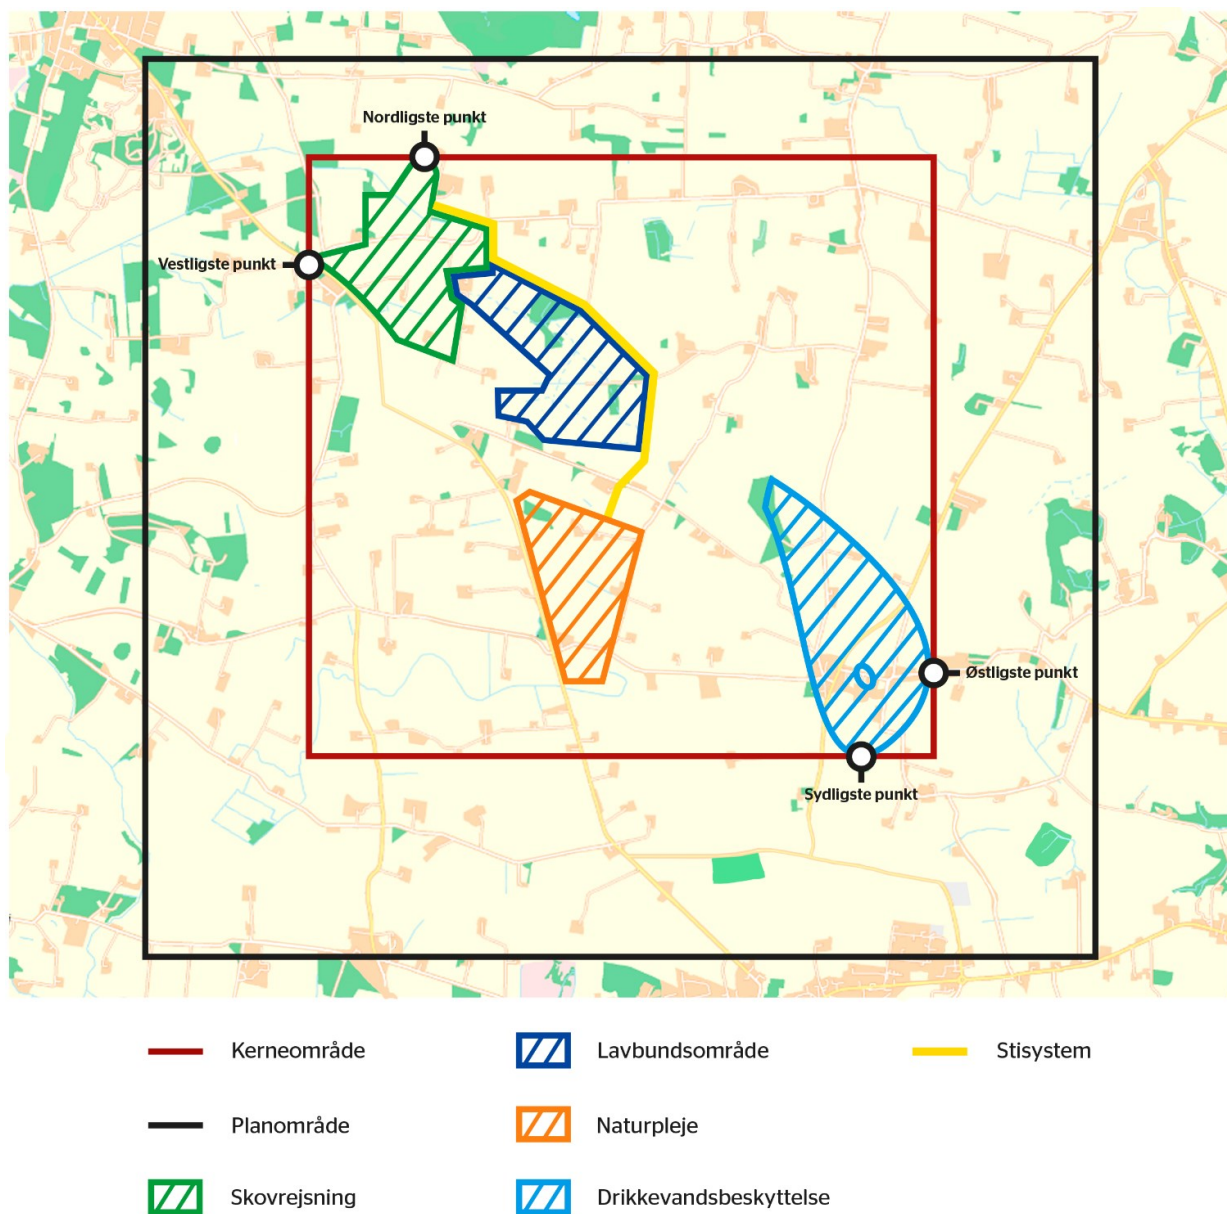 Nordligste punkt
Vestligste punkt
Østligste punkt
Sydligste punkt
Kerneområde
Lavbundsområde
Stisystem
Planområde
Naturpleje
Skovrejsning
Drikkevandsbeskyttelse